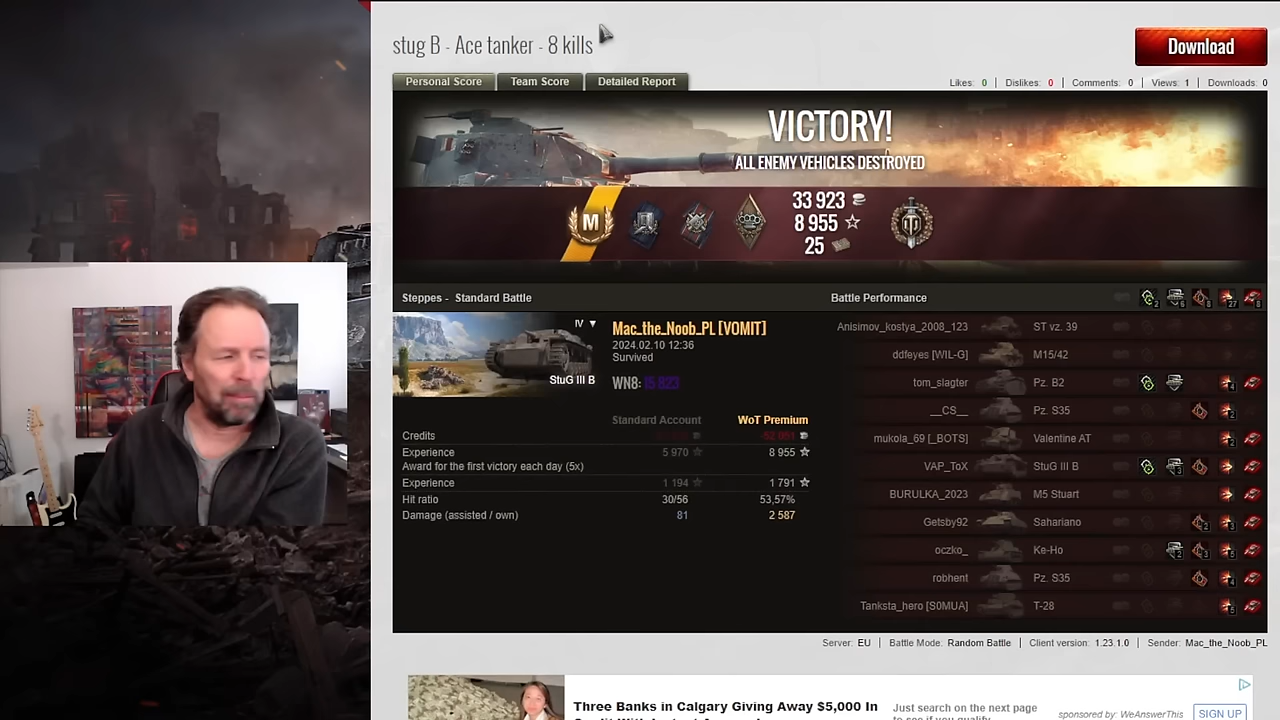 stug B - Ace tanker - 8 kills
Download
Personal Score
Team Score
Detailed Report
Likes: 0 | Dislikes: 0 | Comments: 0 | Views: 1 | Downloads: 0
VICTORY!
ALL ENEMY VEHICLES DESTROYED
M
33 923
8 955
25
Steppes - Standard Battle
Battle Performance
IV ▼
StuG III B
Mac_the_Noob_PL [VOMIT]
2024.02.10 12:36
Survived
WN8: 15 823
Standard Account WoT Premium
Credits
Experience 5 970 8 955
Award for the first victory each day (5x)
Experience 1 194 1 791
Hit ratio 30/56 53,57%
Damage (assisted / own) 81 2 587
Anisimov_kostya_2008_123 ST vz. 39
ddfeyes [WIL-G] M15/42
tom_slagter Pz. B2
__CS__ Pz. S35
mukola_69 [_BOTS] Valentine AT
VAP_ToX StuG III B
BURULKA_2023 M5 Stuart
Getsby92 Sahariano
oczko_ Ke-Ho
robhent Pz. S35
Tanksta_hero [S0MUA] T-28
Server: EU | Battle Mode: Random Battle | Client version: 1.23.1.0 | Sender: Mac_the_Noob_PL
Three Banks in Calgary Giving Away $5,000 In
Just search on the next page
to see if you qualify
sponsored by: WeAnswerThis
SIGN UP